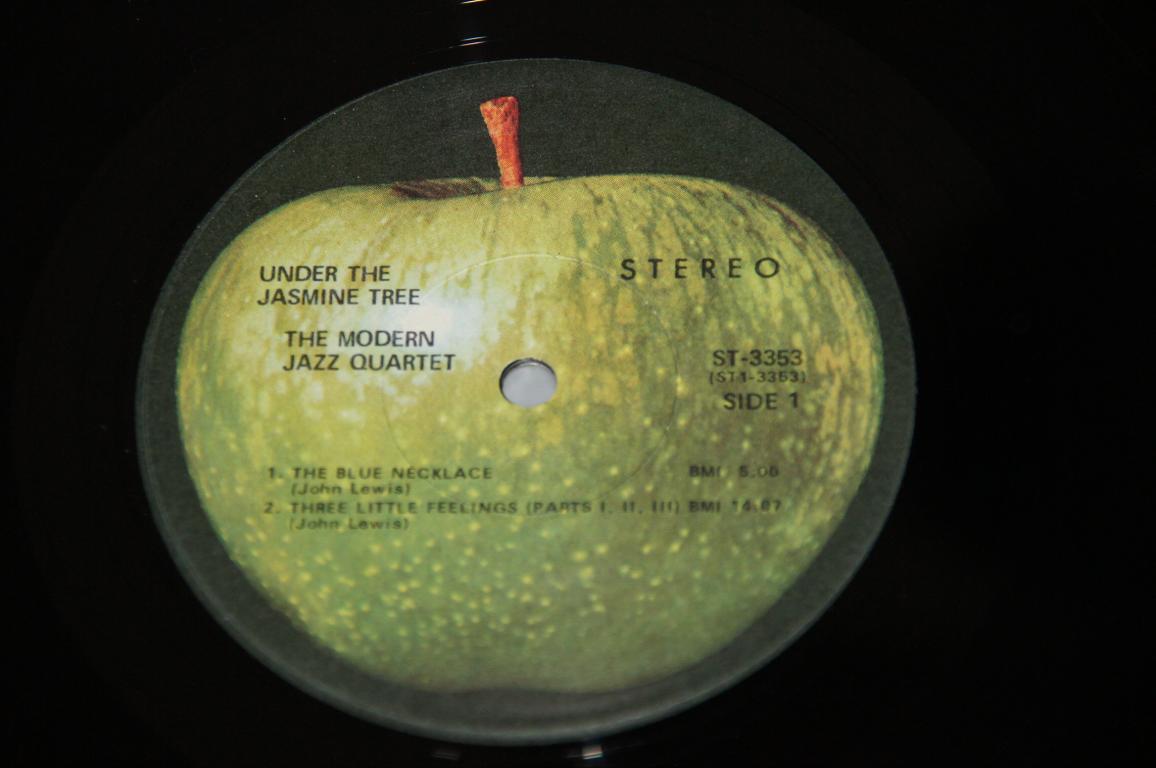 UNDER THE
JASMINE TREE
STEREO
THE MODERN
JAZZ QUARTET
ST-3353
(ST1-3353)
SIDE 1
1. THE BLUE NECKLACE BMI 5.00
(John Lewis)
2. THREE LITTLE FEELINGS (PARTS I, II, III) BMI 14.07
(John Lewis)